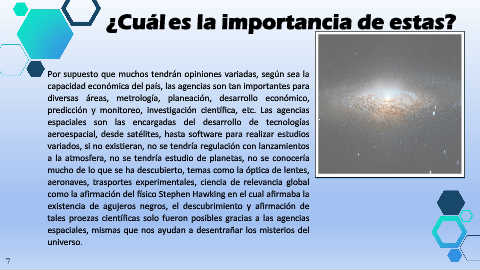 ¿Cuál es la importancia de estas?
Por supuesto que muchos tendrán opiniones variadas, según sea la
capacidad económica del país, las agencias son tan importantes para
diversas áreas, metrología, planeación, desarrollo económico,
predicción y monitoreo, investigación científica, etc. Las agencias
espaciales son las encargadas del desarrollo de tecnologías
aeroespacial, desde satélites, hasta software para realizar estudios
variados, si no existieran, no se tendría regulación con lanzamientos
a la atmosfera, no se tendría estudio de planetas, no se conocería
mucho de lo que se ha descubierto, temas como la óptica de lentes,
aeronaves, trasportes experimentales, ciencia de relevancia global
como la afirmación del físico Stephen Hawking en el cual afirmaba la
existencia de agujeros negros, el descubrimiento y afirmación de
tales proezas científicas solo fueron posibles gracias a las agencias
espaciales, mismas que nos ayudan a desentrañar los misterios del
universo.
7